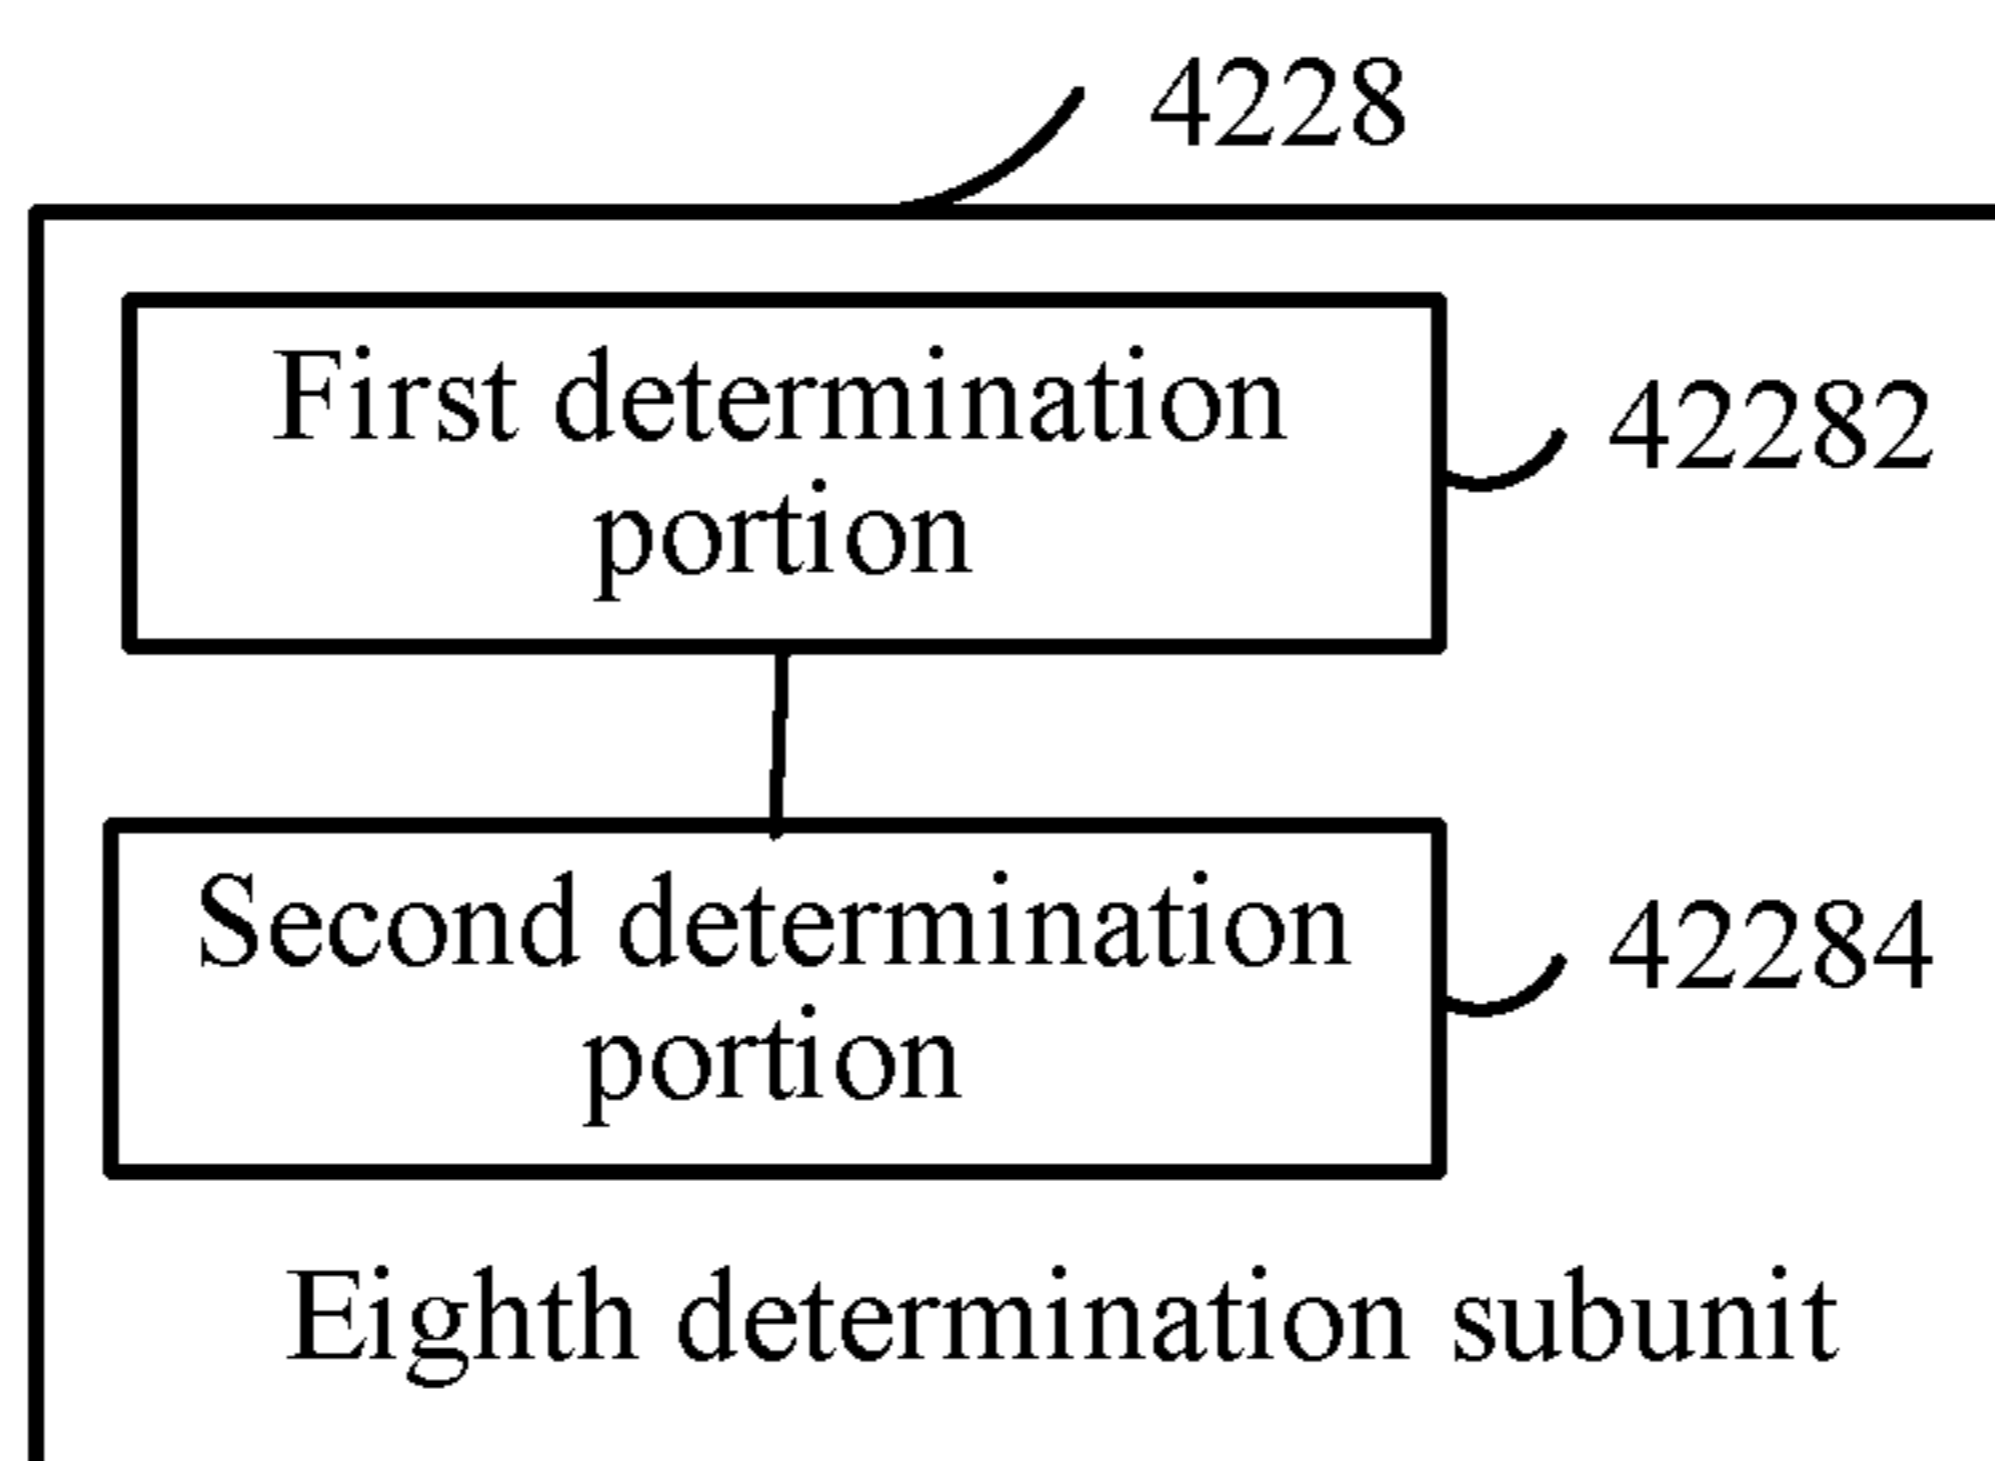 4228
First determination
portion
42282
Second determination
portion
42284
Eighth determination subunit